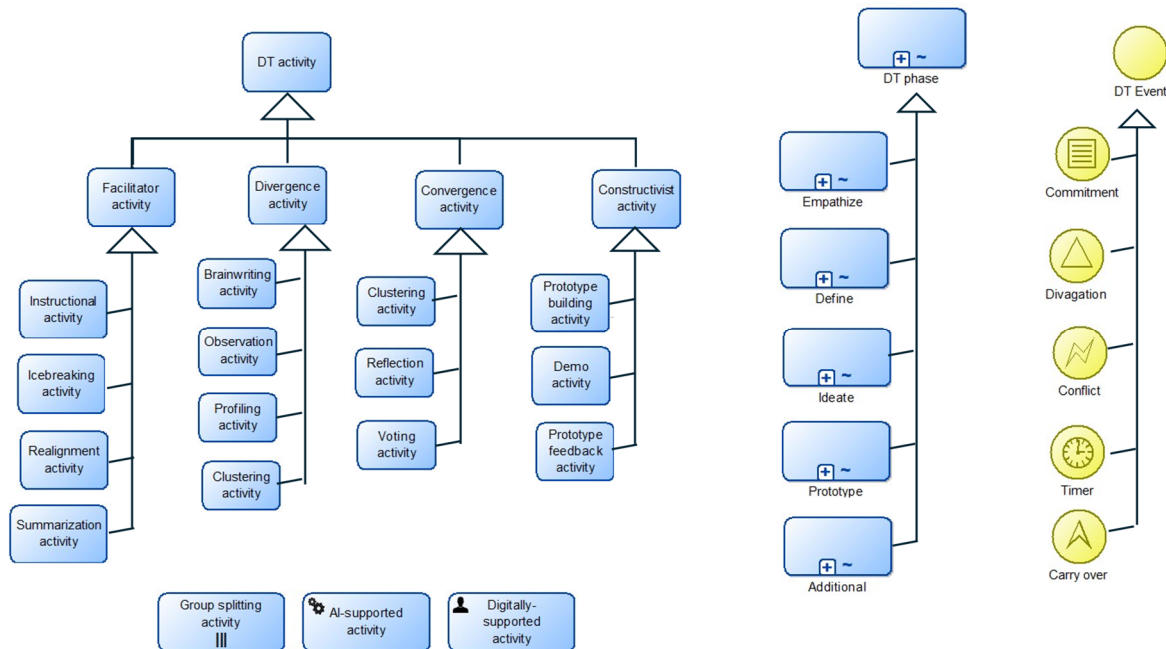 DT activity
Facilitator
activity
Divergence
activity
Convergence
activity
Constructivist
activity
Instructional
activity
Icebreaking
activity
Realignment
activity
Summarization
activity
Brainwriting
activity
Observation
activity
Profiling
activity
Clustering
activity
Clustering
activity
Reflection
activity
Voting
activity
Prototype
building
activity
Demo
activity
Prototype
feedback
activity
Group splitting
activity
AI-supported
activity
Digitally-
supported
activity
DT phase
Empathize
Define
Ideate
Prototype
Additional
DT Event
Commitment
Divagation
Conflict
Timer
Carry over